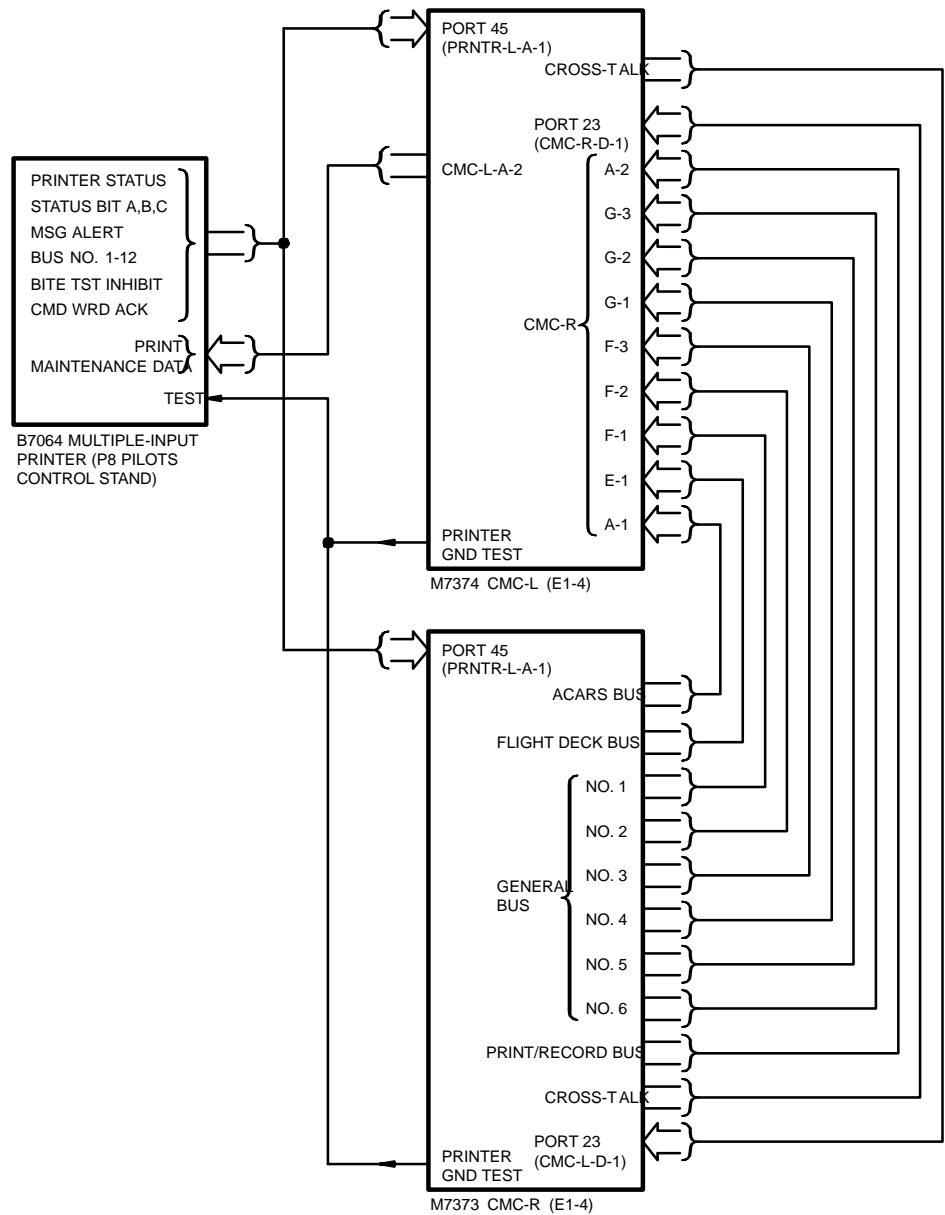 PORT 45
(PRNTR-L-A-1)
CROSS-TALK
PORT 23
(CMC-R-D-1)
CMC-L-A-2
A-2
G-3
G-2
G-1
CMC-R
F-3
F-2
F-1
E-1
A-1
PRINTER
GND TEST
M7374 CMC-L (E1-4)
PRINTER STATUS
STATUS BIT A,B,C
MSG ALERT
BUS NO. 1-12
BITE TST INHIBIT
CMD WRD ACK
PRINT
MAINTENANCE DATA
TEST
B7064 MULTIPLE-INPUT
PRINTER (P8 PILOTS
CONTROL STAND)
PORT 45
(PRNTR-L-A-1)
ACARS BUS
FLIGHT DECK BUS
NO. 1
NO. 2
NO. 3
GENERAL
BUS
NO. 4
NO. 5
NO. 6
PRINT/RECORD BUS
CROSS-TALK
PORT 23
(CMC-L-D-1)
PRINTER
GND TEST
M7373 CMC-R (E1-4)